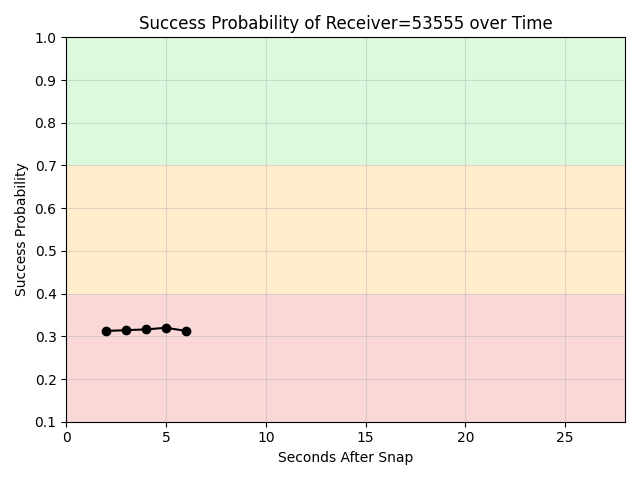 Success Probability of Receiver=53555 over Time
1.0
0.9
0.8
0.7
0.6
0.5
0.4
0.3
0.2
0.1
Success Probability
0 5 10 15 20 25
Seconds After Snap